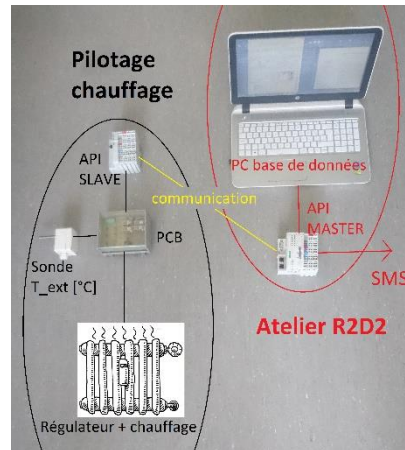 Pilotage
chauffage
API
SLAVE
PCB
Sonde
T_ext [°C]
Régulateur + chauffage
communication
PC base de données
API
MASTER
SMS
Atelier R2D2